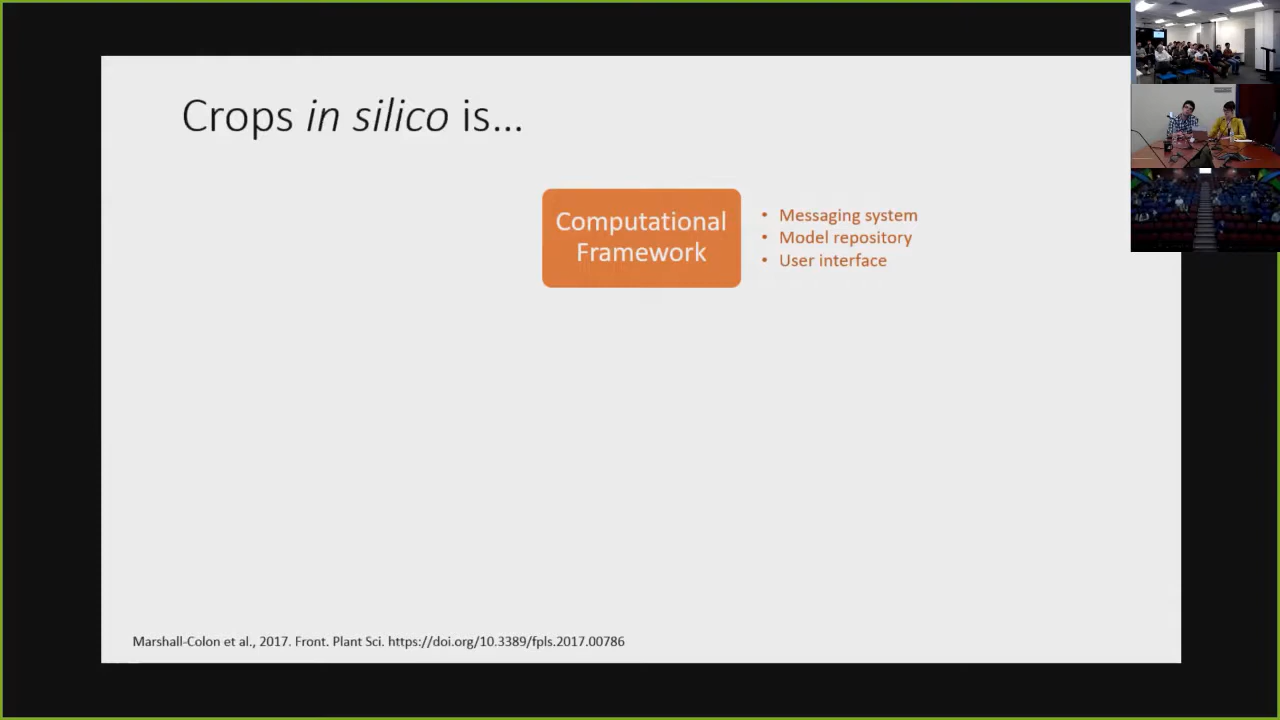 Crops in silico is...
Computational
Framework
• Messaging system
• Model repository
• User interface
Marshall-Colon et al., 2017. Front. Plant Sci. https://doi.org/10.3389/fpls.2017.00786